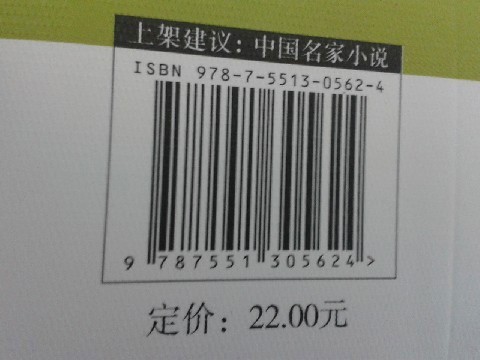 上架建议：中国名家小说
ISBN 978-7-5513-0562-4
9 787551 305624 >
定价：22.00元